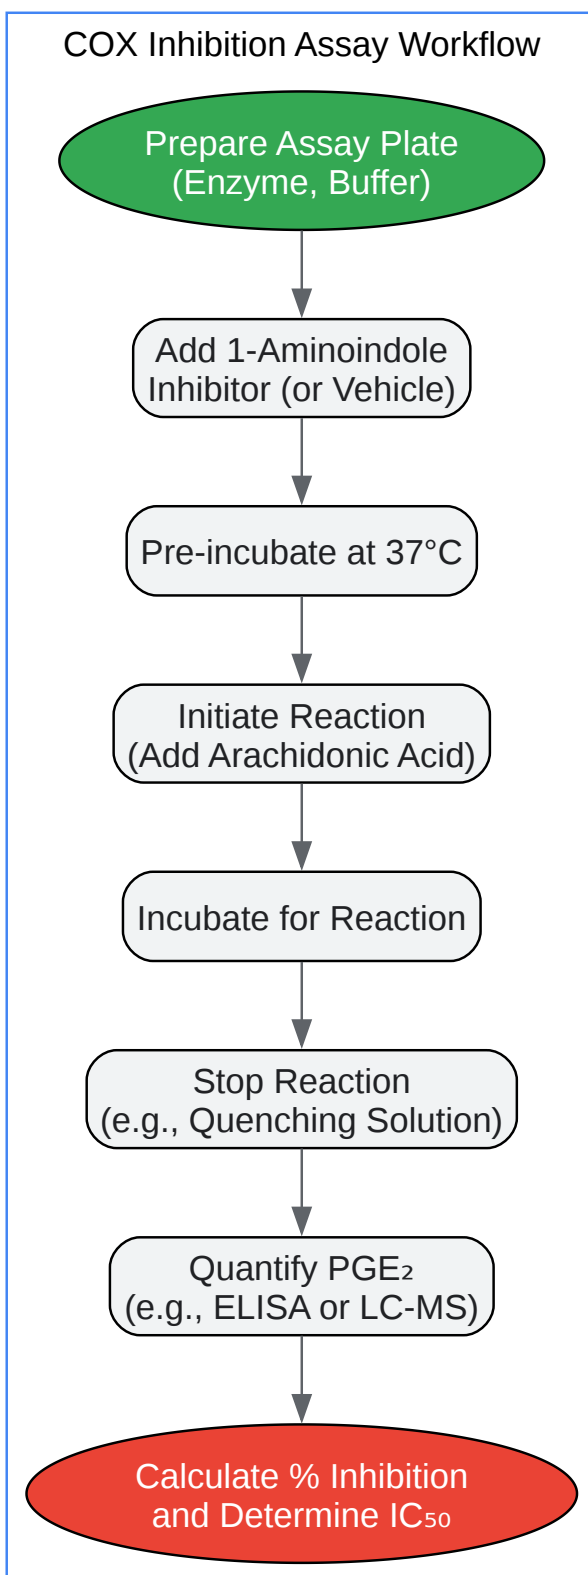 COX Inhibition Assay Workflow
Prepare Assay Plate
(Enzyme, Buffer)
Add 1-Aminoindole
Inhibitor (or Vehicle)
Pre-incubate at 37°C
Initiate Reaction
(Add Arachidonic Acid)
Incubate for Reaction
Stop Reaction
(e.g., Quenching Solution)
Quantify PGE₂
(e.g., ELISA or LC-MS)
Calculate % Inhibition
and Determine IC₅₀